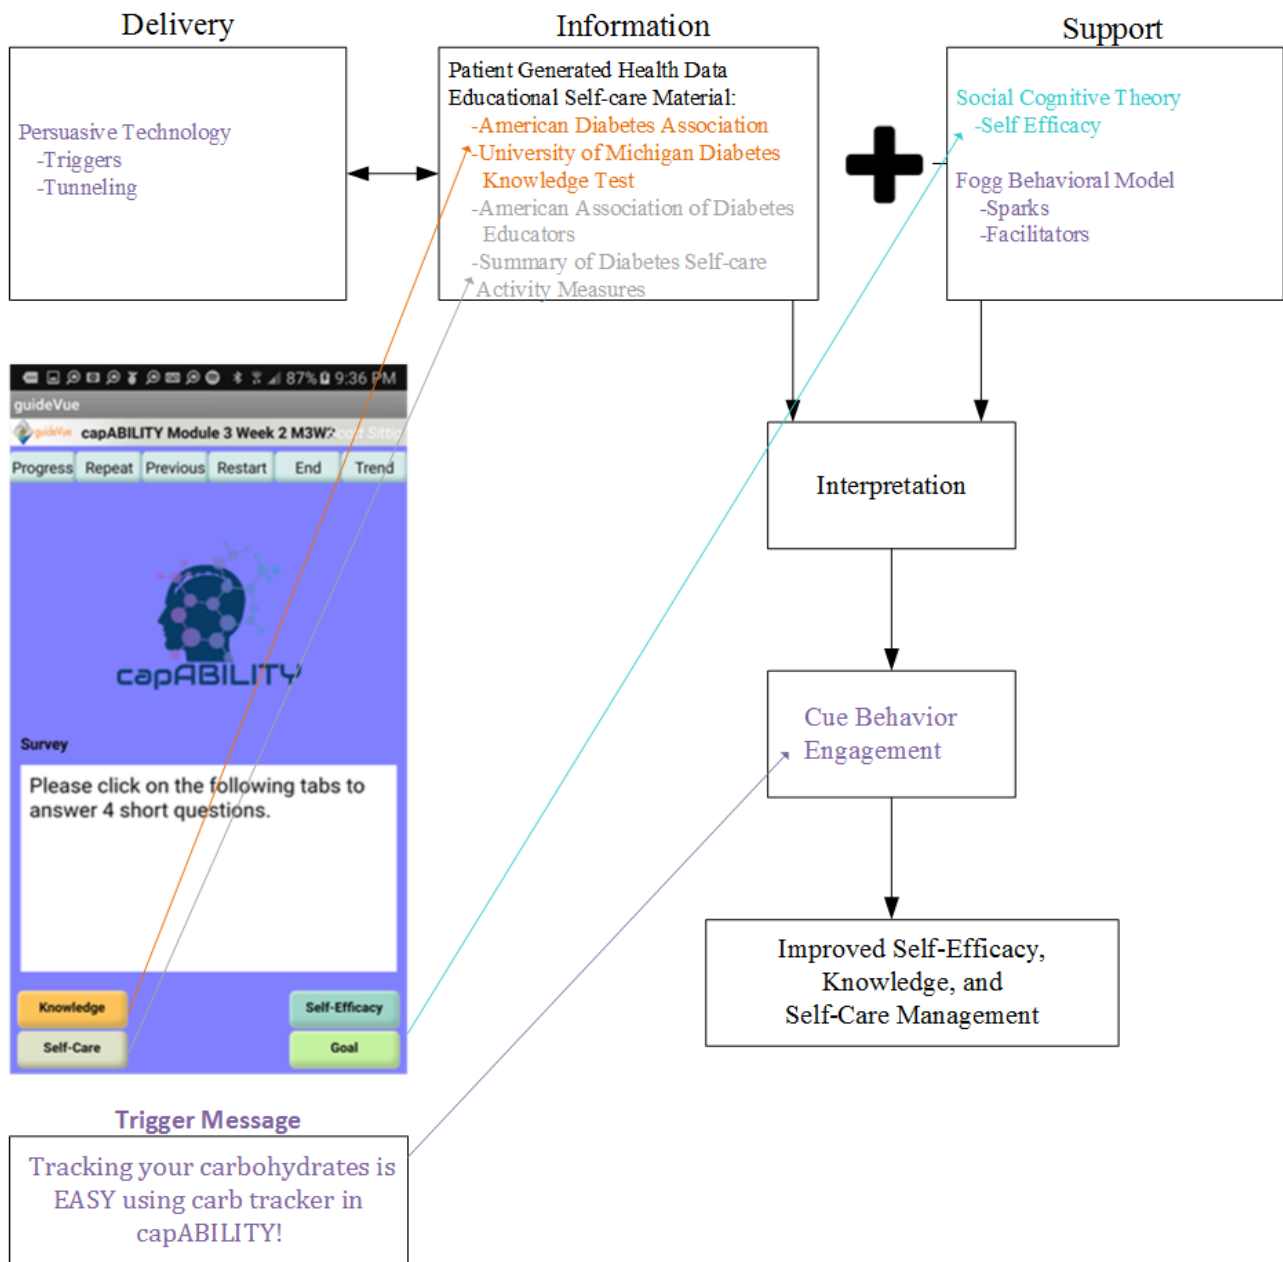 Delivery
Information
Support
Persuasive Technology
-Triggers
-Tunneling
Patient Generated Health Data
Educational Self-care Material:
-American Diabetes Association
-University of Michigan Diabetes
Knowledge Test
-American Association of Diabetes
Educators
-Summary of Diabetes Self-care
Activity Measures
Social Cognitive Theory
-Self Efficacy
Fogg Behavioral Model
-Sparks
-Facilitators
87% 9:36 PM
guideVue
guideVue capABILITY Module 3 Week 2
Progress Repeat Previous Restart End Trend
capABILITY
Survey
Please click on the following tabs to
answer 4 short questions.
Knowledge Self-Efficacy
Self-Care Goal
Interpretation
Cue Behavior
Engagement
Improved Self-Efficacy,
Knowledge, and
Self-Care Management
Trigger Message
Tracking your carbohydrates is
EASY using carb tracker in
capABILITY!